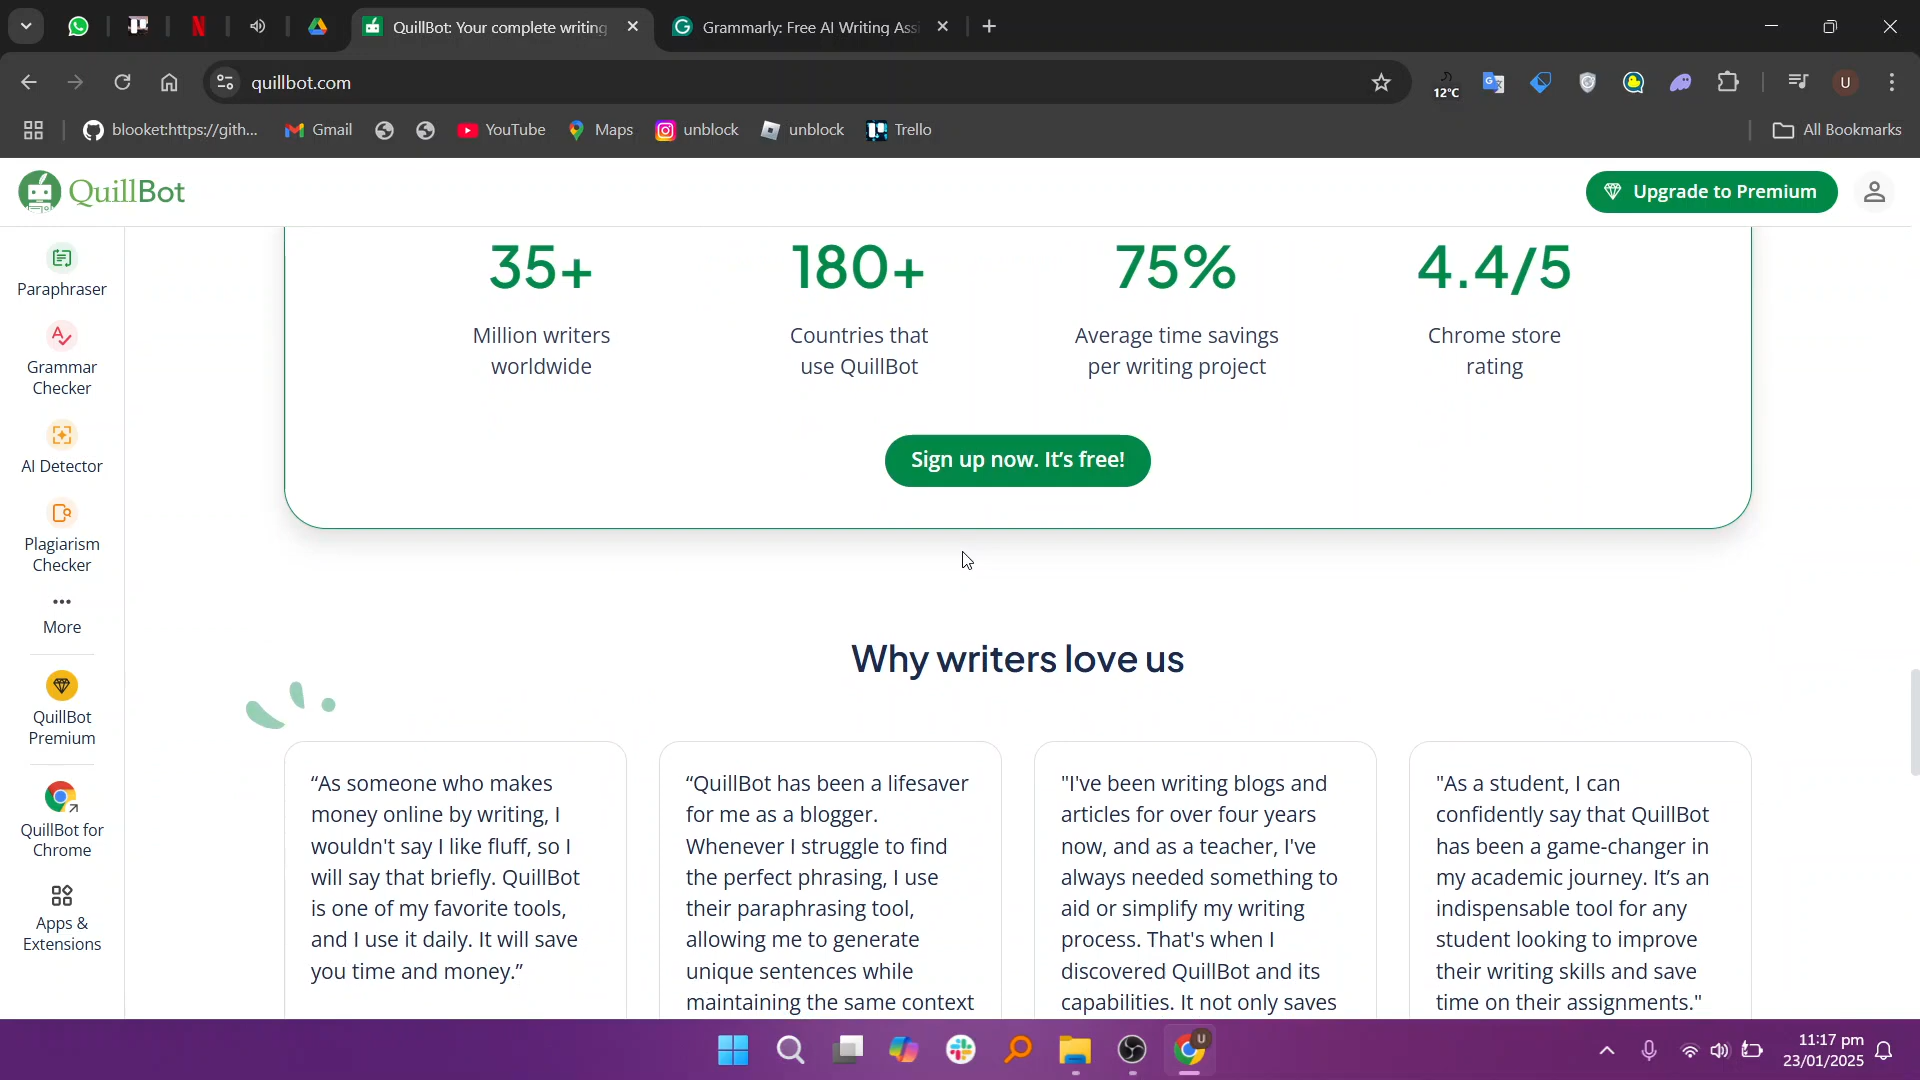 QuillBot: Your complete writing
Grammarly: Free AI Writing Assi
quillbot.com
12°C
U
blooket:https://gith...
Gmail
YouTube
Maps
unblock
unblock
Trello
All Bookmarks
QuillBot
Upgrade to Premium
Paraphraser
Grammar
Checker
AI Detector
Plagiarism
Checker
More
QuillBot
Premium
QuillBot for
Chrome
Apps &
Extensions
35+
Million writers
worldwide
180+
Countries that
use QuillBot
75%
Average time savings
per writing project
4.4/5
Chrome store
rating
Sign up now. It's free!
Why writers love us
“As someone who makes
money online by writing, I
wouldn't say I like fluff, so I
will say that briefly. QuillBot
is one of my favorite tools,
and I use it daily. It will save
you time and money.”
“QuillBot has been a lifesaver
for me as a blogger.
Whenever I struggle to find
the perfect phrasing, I use
their paraphrasing tool,
allowing me to generate
unique sentences while
maintaining the same context
"I've been writing blogs and
articles for over four years
now, and as a teacher, I've
always needed something to
aid or simplify my writing
process. That's when I
discovered QuillBot and its
capabilities. It not only saves
"As a student, I can
confidently say that QuillBot
has been a game-changer in
my academic journey. It’s an
indispensable tool for any
student looking to improve
their writing skills and save
time on their assignments."
U
11:17 pm
23/01/2025